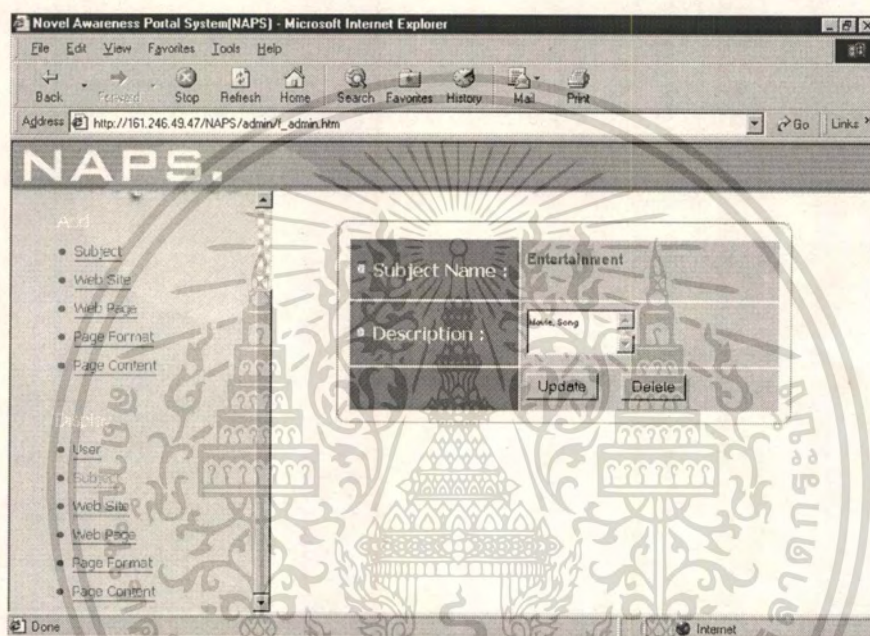 Novel Awareness Portal System(NAPS) - Microsoft Internet Explorer
File Edit View Favorites Tools Help
Back Forward Stop Refresh Home Search Favorites History Mail Print
Address http://161.246.49.47/NAPS/admin/f_admin.htm Go Links »
NAPS.
Add
Subject
Web Site
Web Page
Page Format
Page Content
Display
User
Subject
Web Site
Web Page
Page Format
Page Content
Subject Name :
Entertainment
Description :
Movie, Song
Update Delete
Done Internet